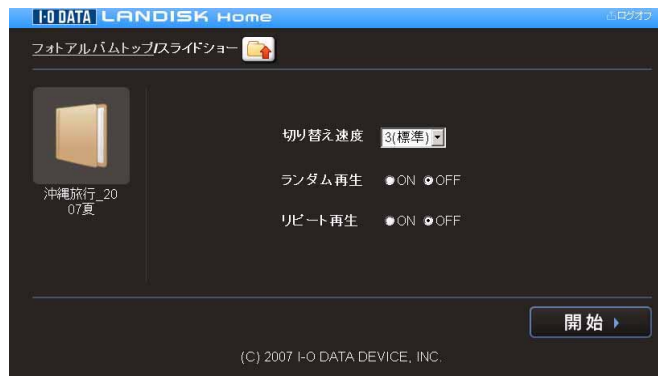 I-O DATA LANDISK Home
ログオフ
フォトアルバムトップ/スライドショー
沖縄旅行_20
07夏
切り替え速度 3(標準)
ランダム再生 ON OFF
リピート再生 ON OFF
開始
(C) 2007 I-O DATA DEVICE, INC.